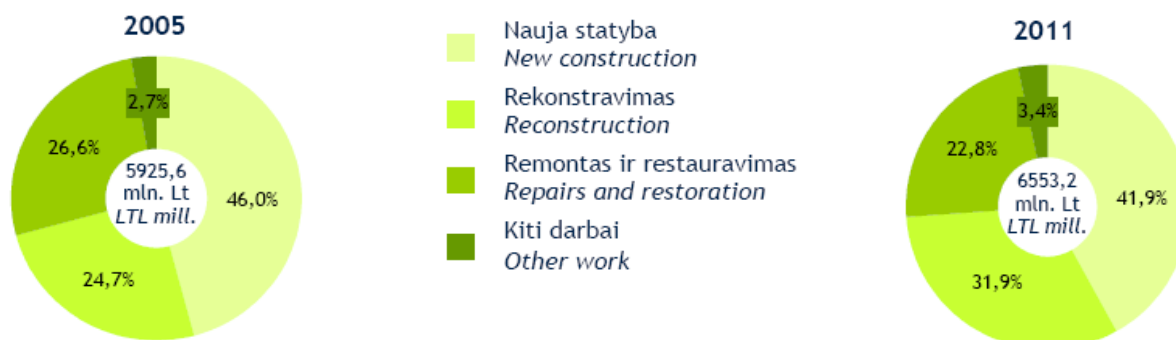 2005
2,7%
26,6%
46,0%
24,7%
5925,6
mln. Lt
LTL mill.
Nauja statyba
New construction
Rekonstravimas
Reconstruction
Remontas ir restauravimas
Repairs and restoration
Kiti darbai
Other work
2011
3,4%
22,8%
41,9%
31,9%
6553,2
mln. Lt
LTL mill.